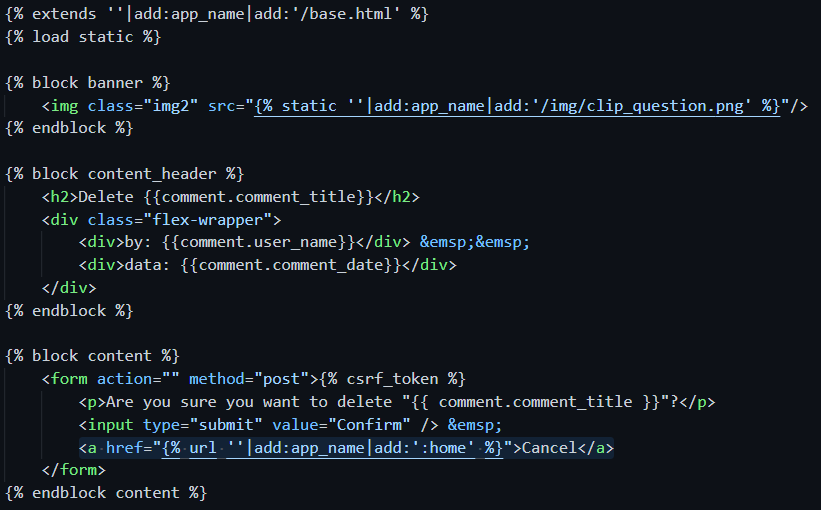 {% extends ''|add:app_name|add:'/base.html' %}
{% load static %}
{% block banner %}
<img class="img2" src="{% static ''|add:app_name|add:'/img/clip_question.png' %}"/>
{% endblock %}
{% block content_header %}
<h2>Delete {{comment.comment_title}}</h2>
<div class="flex-wrapper">
<div>by: {{comment.user_name}}</div> &emsp;&emsp;
<div>data: {{comment.comment_date}}</div>
</div>
{% endblock %}
{% block content %}
<form action="" method="post">{% csrf_token %}
<p>Are you sure you want to delete "{{ comment.comment_title }}"?</p>
<input type="submit" value="Confirm" /> &emsp;
<a href="{% url ''|add:app_name|add:':home' %}">Cancel</a>
</form>
{% endblock content %}